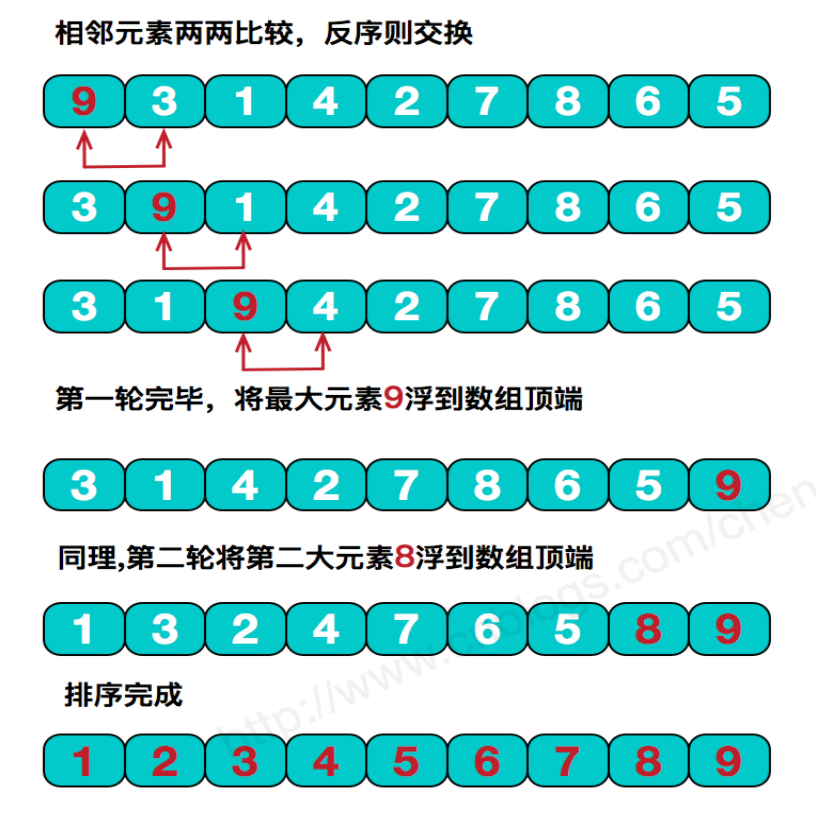 相邻元素两两比较，反序则交换
9 3 1 4 2 7 8 6 5
3 9 1 4 2 7 8 6 5
3 1 9 4 2 7 8 6 5
第一轮完毕，将最大元素9浮到数组顶端
3 1 4 2 7 8 6 5 9
同理,第二轮将第二大元素8浮到数组顶端
1 3 2 4 7 6 5 8 9
排序完成
1 2 3 4 5 6 7 8 9
http://www.cnblogs.com/chen